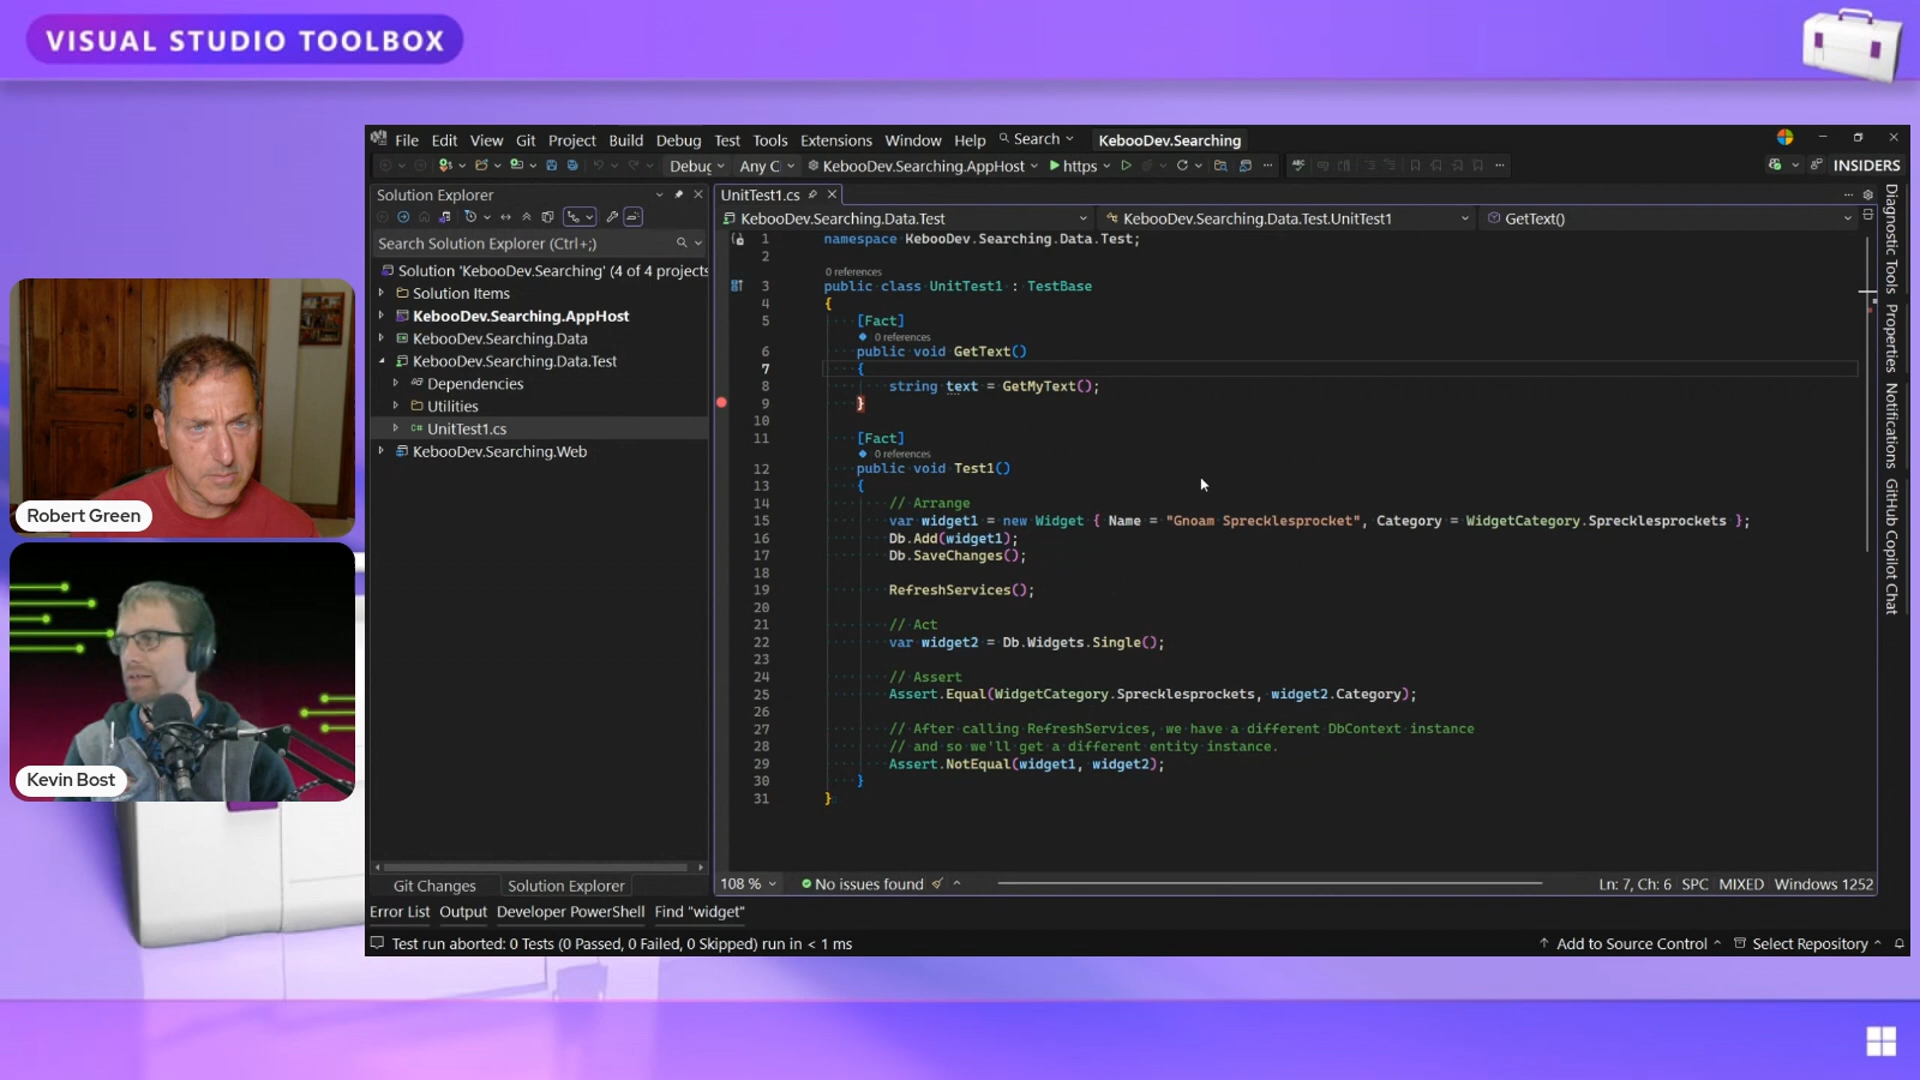 VISUAL STUDIO TOOLBOX
File Edit View Git Project Build Debug Test Tools Extensions Window Help Search KebooDev.Searching
Debug Any C KebooDev.Searching.AppHost https INSIDERS
Solution Explorer
Search Solution Explorer (Ctrl+;)
Solution 'KebooDev.Searching' (4 of 4 projects
Solution Items
KebooDev.Searching.AppHost
KebooDev.Searching.Data
KebooDev.Searching.Data.Test
Dependencies
Utilities
C# UnitTest1.cs
KebooDev.Searching.Web
Git Changes Solution Explorer
UnitTest1.cs
KebooDev.Searching.Data.Test KebooDev.Searching.Data.Test.UnitTest1 GetText()
1 namespace KebooDev.Searching.Data.Test;
2
0 references
3 public class UnitTest1 : TestBase
4 {
5 [Fact]
0 references
6 public void GetText()
7 {
8 string text = GetMyText();
9 }
10
11 [Fact]
0 references
12 public void Test1()
13 {
14 // Arrange
15 var widget1 = new Widget { Name = "Gnoam Sprecklesprocket", Category = WidgetCategory.Sprecklesprockets };
16 Db.Add(widget1);
17 Db.SaveChanges();
18
19 RefreshServices();
20
21 // Act
22 var widget2 = Db.Widgets.Single();
23
24 // Assert
25 Assert.Equal(WidgetCategory.Sprecklesprockets, widget2.Category);
26
27 // After calling RefreshServices, we have a different DbContext instance
28 // and so we'll get a different entity instance.
29 Assert.NotEqual(widget1, widget2);
30 }
31 }
108 % No issues found Ln: 7, Ch: 6 SPC MIXED Windows 1252
Error List Output Developer PowerShell Find "widget"
Test run aborted: 0 Tests (0 Passed, 0 Failed, 0 Skipped) run in < 1 ms Add to Source Control Select Repository
Diagnostic Tools
Properties
Notifications
GitHub Copilot Chat
Robert Green
Kevin Bost